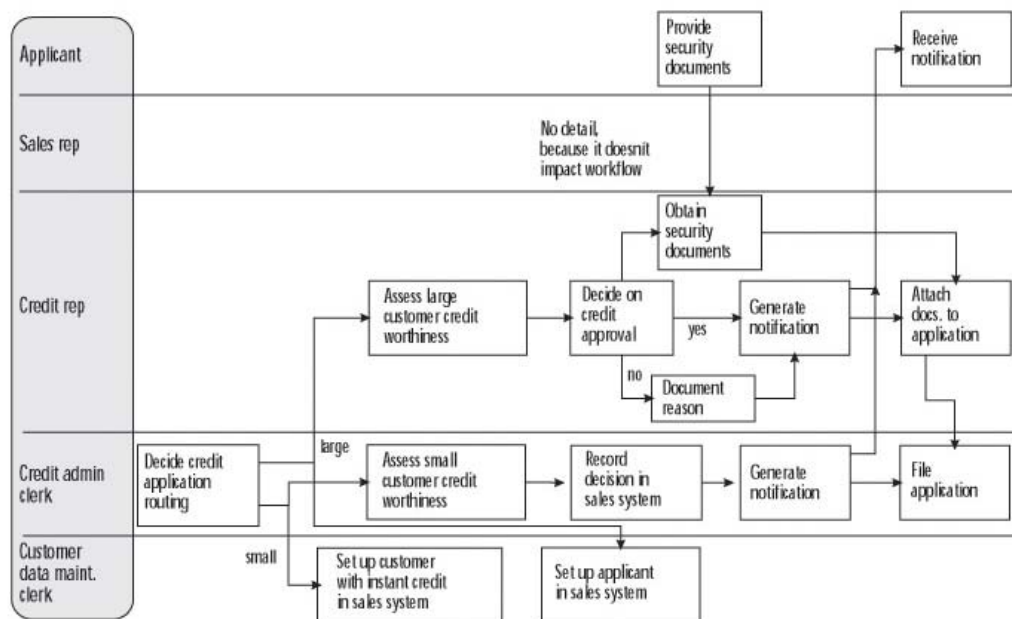 Applicant
Provide
security
documents
Receive
notification
Sales rep
No detail,
because it doesnít
impact workflow
Credit rep
Obtain
security
documents
Assess large
customer credit
worthiness
Decide on
credit
approval
yes
Generate
notification
Attach
docs. to
application
no
Document
reason
Credit admin
clerk
Decide credit
application
routing
large
Assess small
customer credit
worthiness
Record
decision in
sales system
Generate
notification
File
application
Customer
data maint.
clerk
small
Set up customer
with instant credit
in sales system
Set up applicant
in sales system